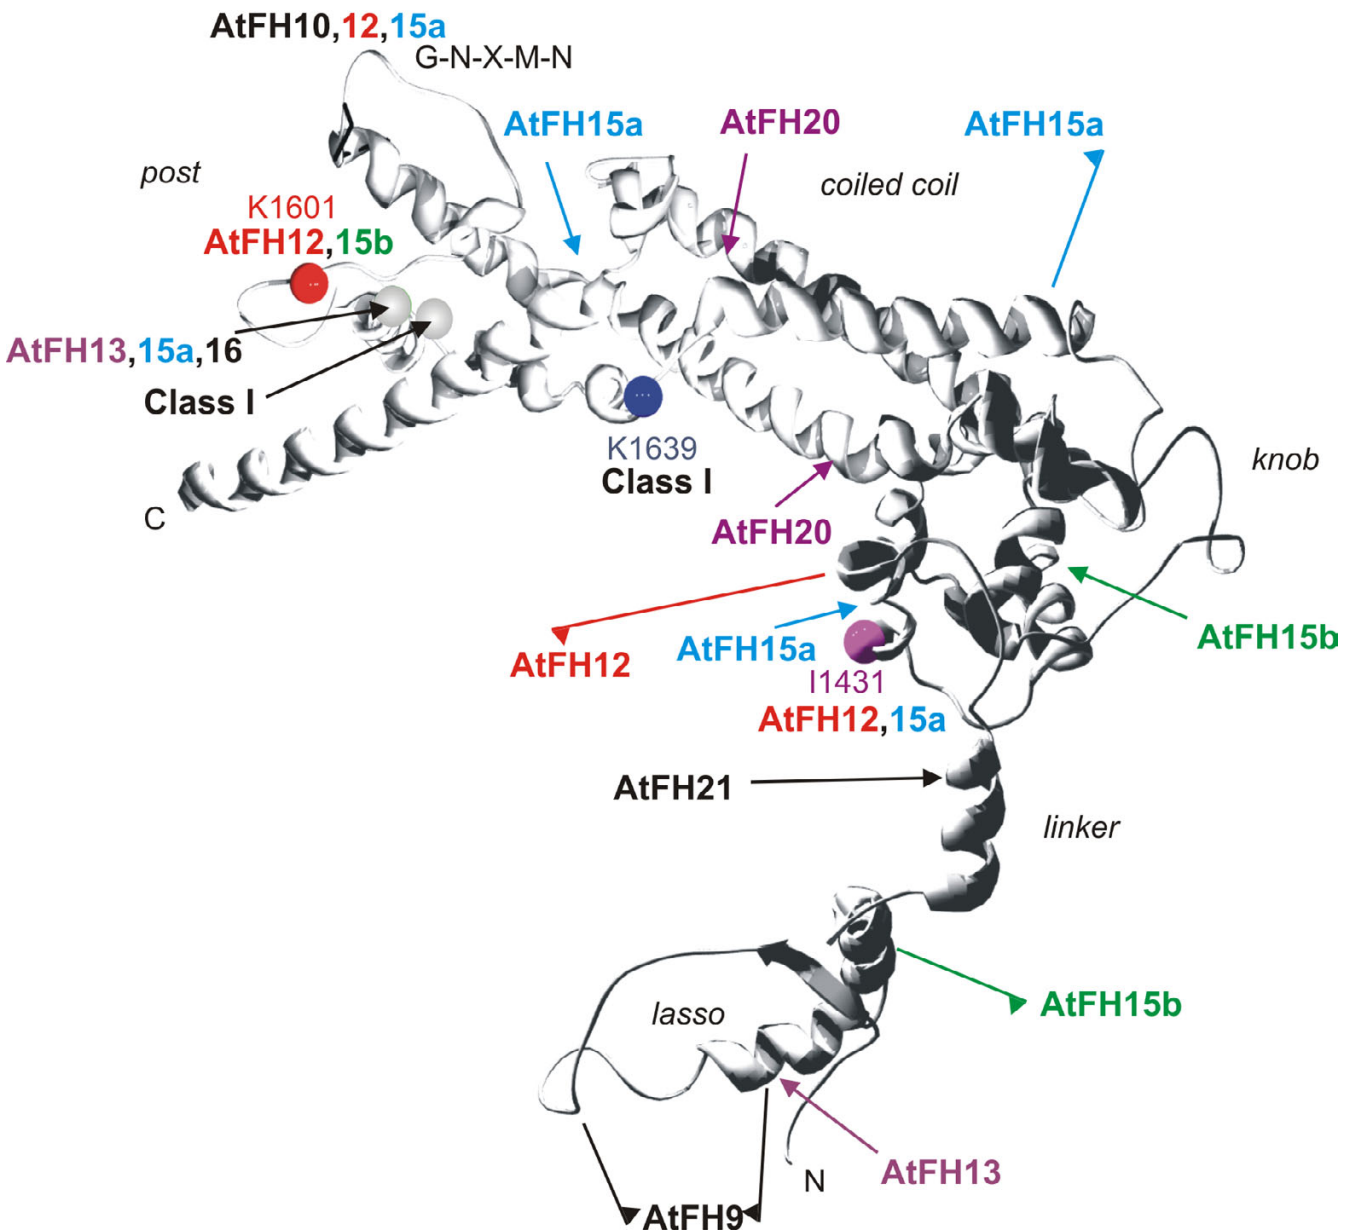 AtFH10,12,15a
G-N-X-M-N
AtFH15a
AtFH20
AtFH15a
post
coiled coil
K1601
AtFH12,15b
AtFH13,15a,16
Class I
K1639
Class I
knob
C
AtFH20
AtFH15b
AtFH12
AtFH15a
I1431
AtFH12,15a
AtFH21
linker
lasso
AtFH15b
AtFH13
N
AtFH9